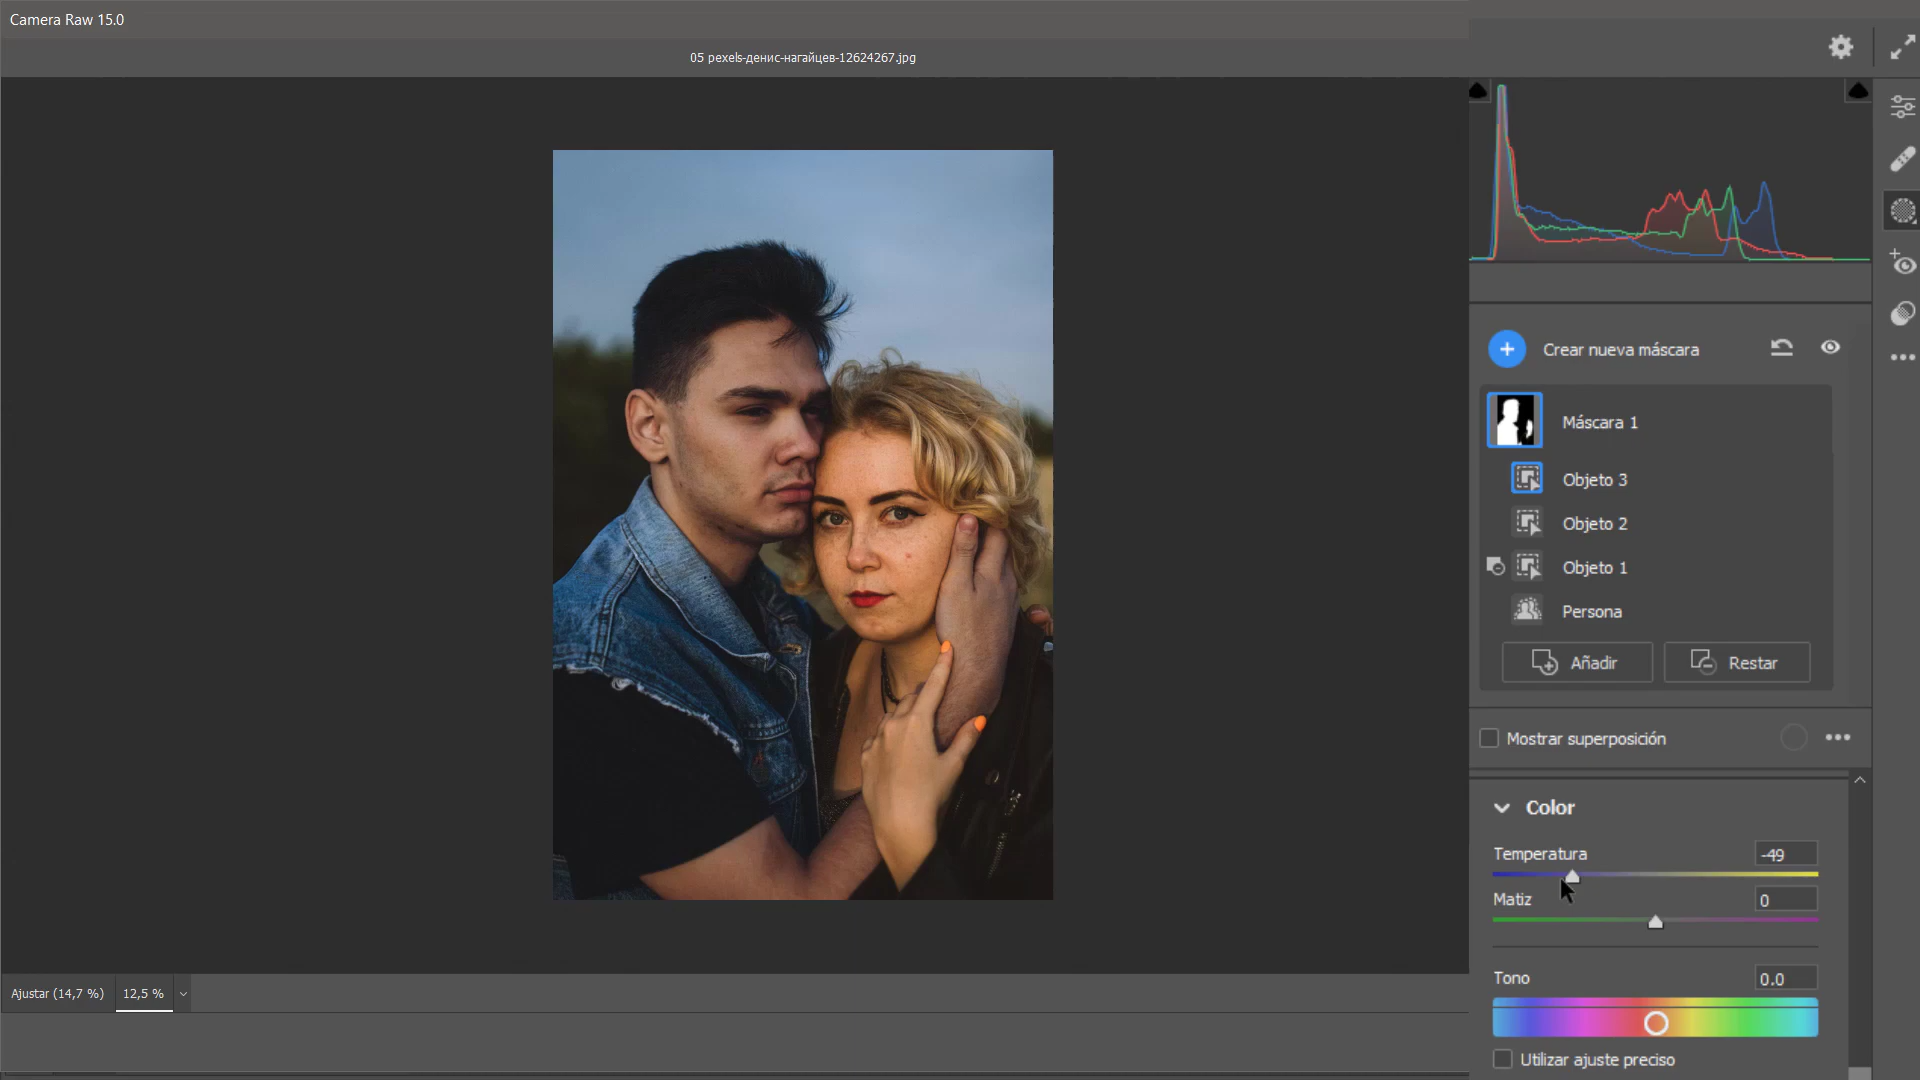 Camera Raw 15.0
05 pexels-денис-нагайцев-12624267.jpg
Crear nueva máscara
Máscara 1
Objeto 3
Objeto 2
Objeto 1
Persona
Añadir
Restar
Mostrar superposición
Color
Temperatura
-49
Matiz
0
Tono
0.0
Utilizar ajuste preciso
Ajustar (14,7 %)
12,5 %